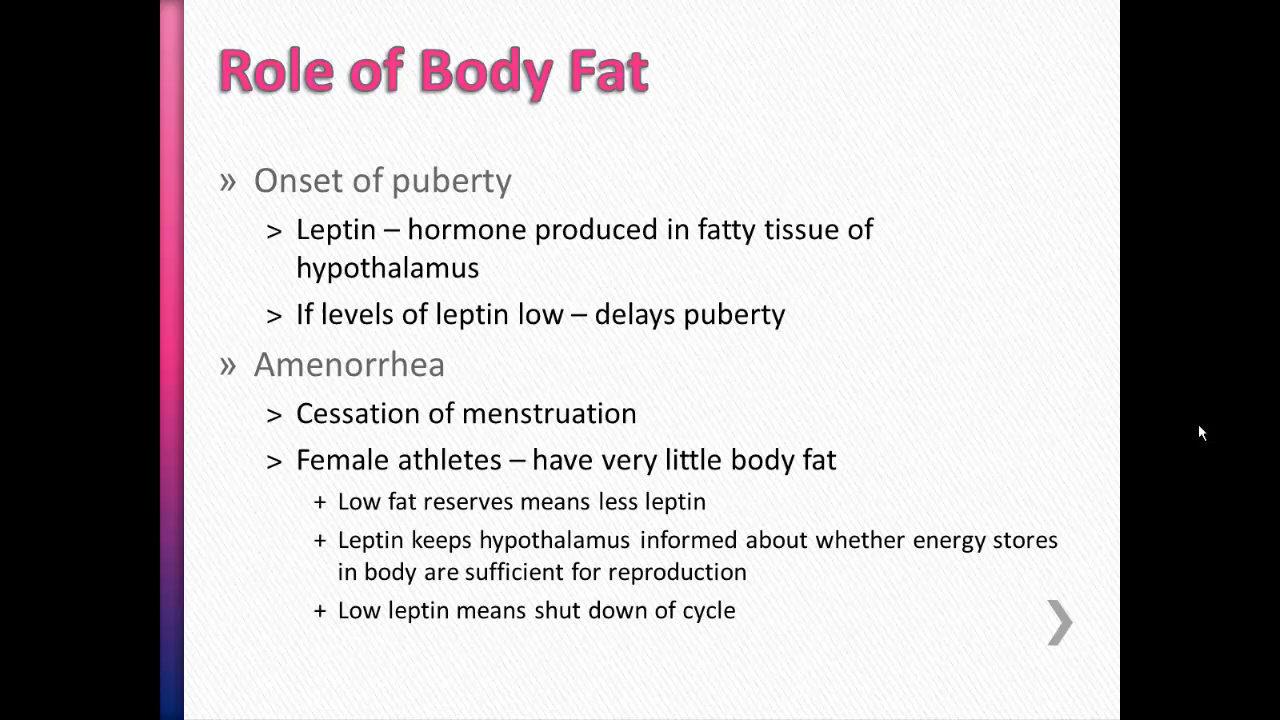 Role of Body Fat
» Onset of puberty
> Leptin – hormone produced in fatty tissue of
hypothalamus
> If levels of leptin low – delays puberty
» Amenorrhea
> Cessation of menstruation
> Female athletes – have very little body fat
+ Low fat reserves means less leptin
+ Leptin keeps hypothalamus informed about whether energy stores
in body are sufficient for reproduction
+ Low leptin means shut down of cycle